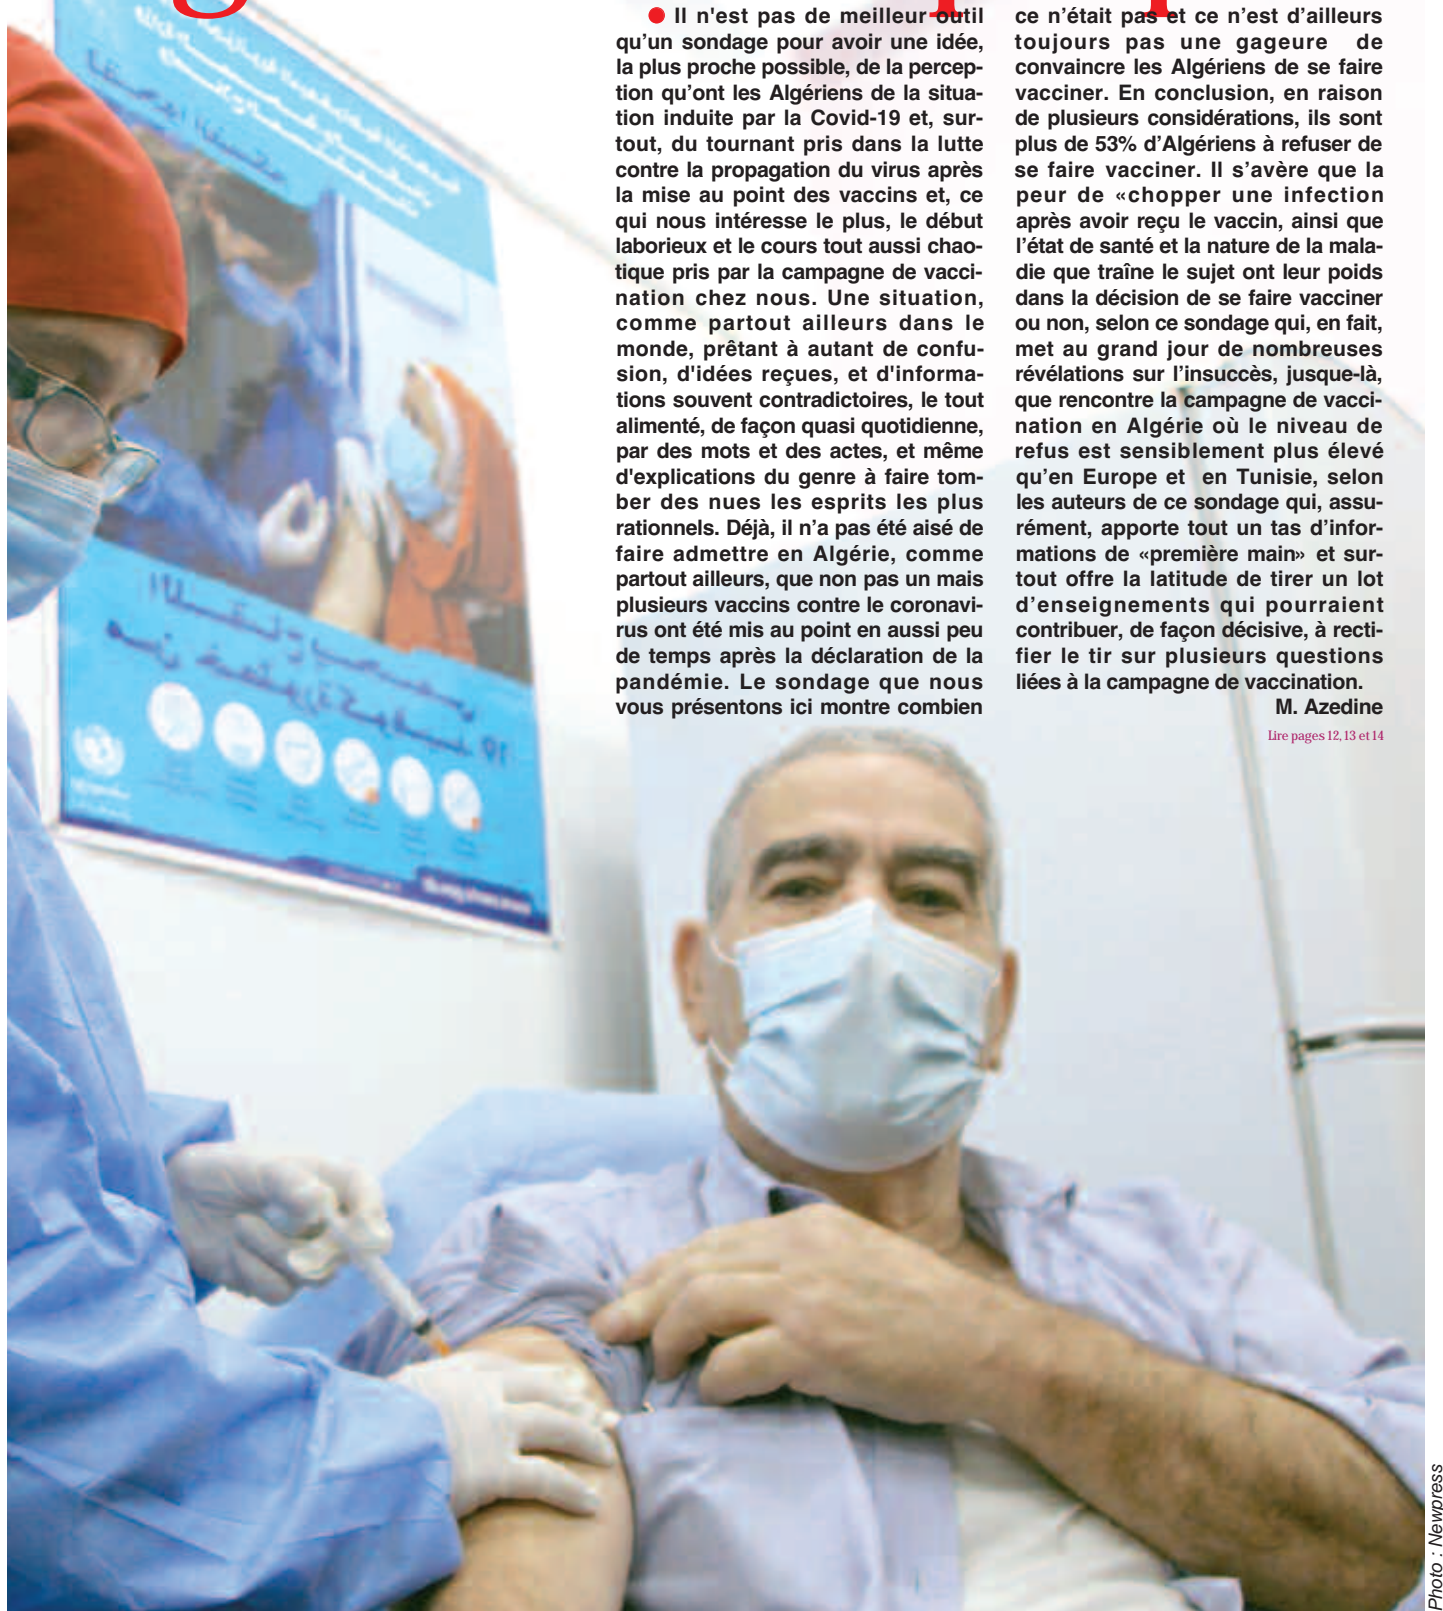 Il n'est pas de meilleur outil
qu’un sondage pour avoir une idée,
la plus proche possible, de la percep-
tion qu’ont les Algériens de la situa-
tion induite par la Covid-19 et, sur-
tout, du tournant pris dans la lutte
contre la propagation du virus après
la mise au point des vaccins et, ce
qui nous intéresse le plus, le début
laborieux et le cours tout aussi chao-
tique pris par la campagne de vacci-
nation chez nous. Une situation,
comme partout ailleurs dans le
monde, prêtant à autant de confu-
sion, d'idées reçues, et d'informa-
tions souvent contradictoires, le tout
alimenté, de façon quasi quotidienne,
par des mots et des actes, et même
d'explications du genre à faire tom-
ber des nues les esprits les plus
rationnels. Déjà, il n’a pas été aisé de
faire admettre en Algérie, comme
partout ailleurs, que non pas un mais
plusieurs vaccins contre le coronavi-
rus ont été mis au point en aussi peu
de temps après la déclaration de la
pandémie. Le sondage que nous
vous présentons ici montre combien
ce n’était pas et ce n’est d’ailleurs
toujours pas une gageure de
convaincre les Algériens de se faire
vacciner. En conclusion, en raison
de plusieurs considérations, ils sont
plus de 53% d’Algériens à refuser de
se faire vacciner. Il s’avère que la
peur de «chopper une infection
après avoir reçu le vaccin, ainsi que
l’état de santé et la nature de la mala-
die que traîne le sujet ont leur poids
dans la décision de se faire vacciner
ou non, selon ce sondage qui, en fait,
met au grand jour de nombreuses
révélations sur l’insuccès, jusque-là,
que rencontre la campagne de vacci-
nation en Algérie où le niveau de
refus est sensiblement plus élevé
qu’en Europe et en Tunisie, selon
les auteurs de ce sondage qui, assu-
rément, apporte tout un tas d’infor-
mations de «première main» et sur-
tout offre la latitude de tirer un lot
d’enseignements qui pourraient
contribuer, de façon décisive, à recti-
fier le tir sur plusieurs questions
liées à la campagne de vaccination.
M. Azedine
Lire pages 12, 13 et 14
Photo : Newpress